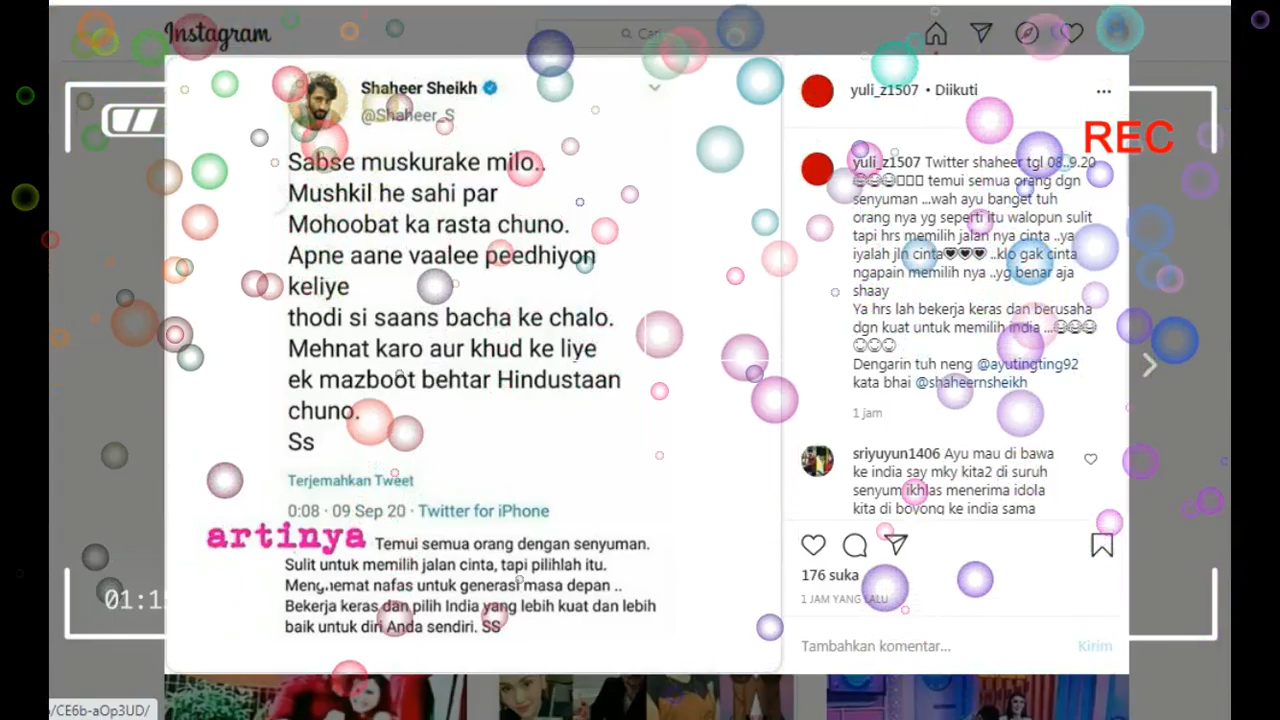 Instagram
Cari
Shaheer Sheikh
@Shaheer_S
Sabse muskurake milo..
Mushkil he sahi par
Mohoobat ka rasta chuno.
Apne aane vaalee peedhiyon
keliye
thodi si saans bacha ke chalo.
Mehnat karo aur khud ke liye
ek mazboot behtar Hindustaan
chuno.
Ss
Terjemahkan Tweet
0:08 · 09 Sep 20 · Twitter for iPhone
artinya Temui semua orang dengan senyuman.
Sulit untuk memilih jalan cinta, tapi pilihlah itu.
Menghemat nafas untuk generasi masa depan ..
Bekerja keras dan pilih India yang lebih kuat dan lebih
baik untuk diri Anda sendiri. SS
yuli_z1507 • Diikuti
REC
yuli_z1507 Twitter shaheer tgl 08..9.20
temui semua orang dgn
senyuman ...wah ayu banget tuh
orang nya yg seperti itu walopun sulit
tapi hrs memilih jalan nya cinta ..ya
iyalah jln cinta🖤🖤🖤 ..klo gak cinta
ngapain memilih nya ..yg benar aja
shaay
Ya hrs lah bekerja keras dan berusaha
dgn kuat untuk memilih india ...
Dengarin tuh neng @ayutingting92
kata bhai @shaheernsheikh
1 jam
sriyuyun1406 Ayu mau di bawa
ke india say mky kita2 di suruh
senyum ikhlas menerima idola
kita di boyong ke india sama
176 suka
1 JAM YANG LALU
Tambahkan komentar...
Kirim
01:1
/CE6b-aOp3UD/